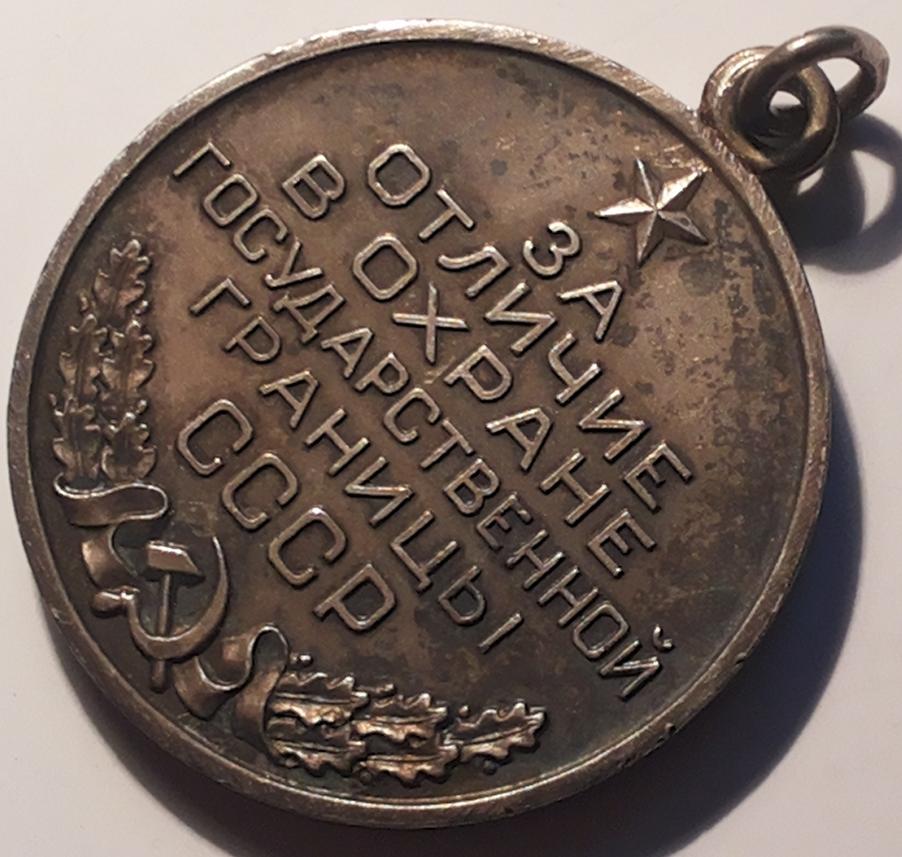 ЗА
ОТЛИЧИЕ
В ОХРАНЕ
ГОСУДАРСТВЕННОЙ
ГРАНИЦЫ
СССР